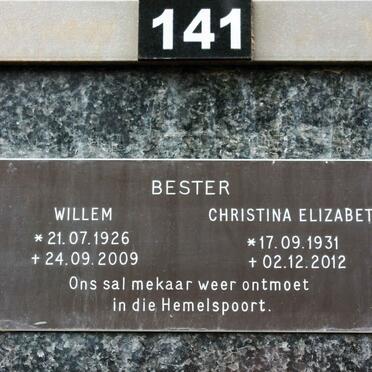 141
BESTER
WILLEM CHRISTINA ELIZABET
* 21.07.1926 * 17.09.1931
+ 24.09.2009 + 02.12.2012
Ons sal mekaar weer ontmoet
in die Hemelspoort.